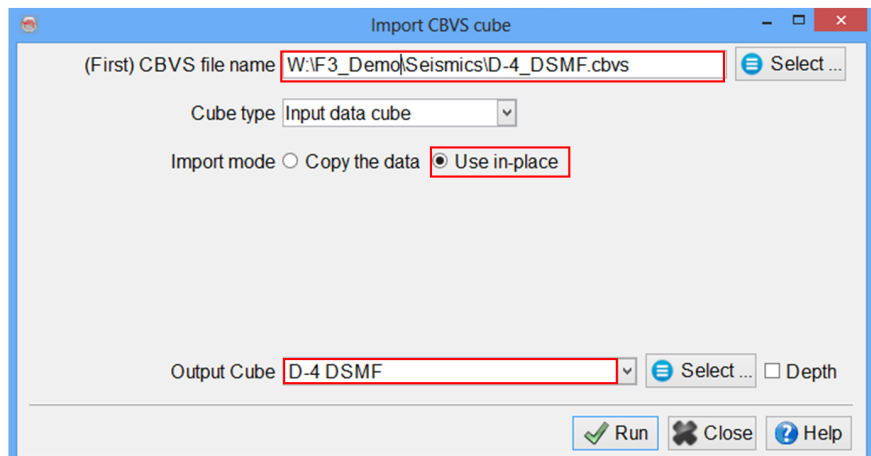 Import CBVS cube
(First) CBVS file name W:\F3_Demo\Seismics\D-4_DSMF.cbvs Select ...
Cube type Input data cube
Import mode Copy the data Use in-place
Output Cube D-4 DSMF Select ... Depth
Run Close Help